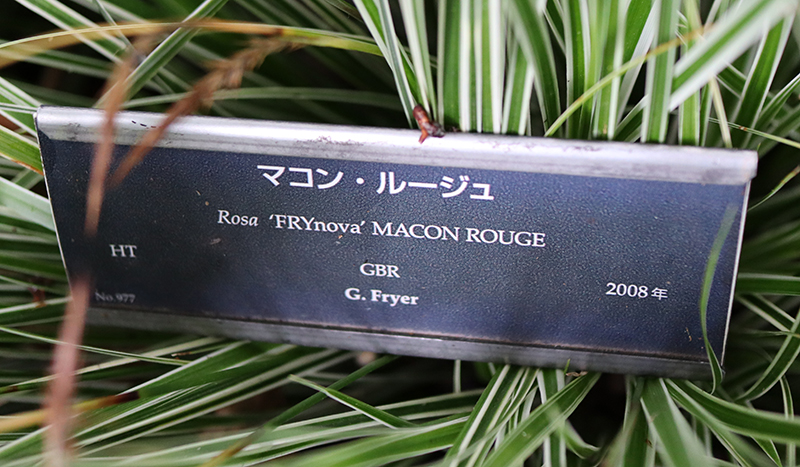 マコン・ルージュ
Rosa ‘FRYnova’ MACON ROUGE
HT
GBR
2008年
No.977
G. Fryer